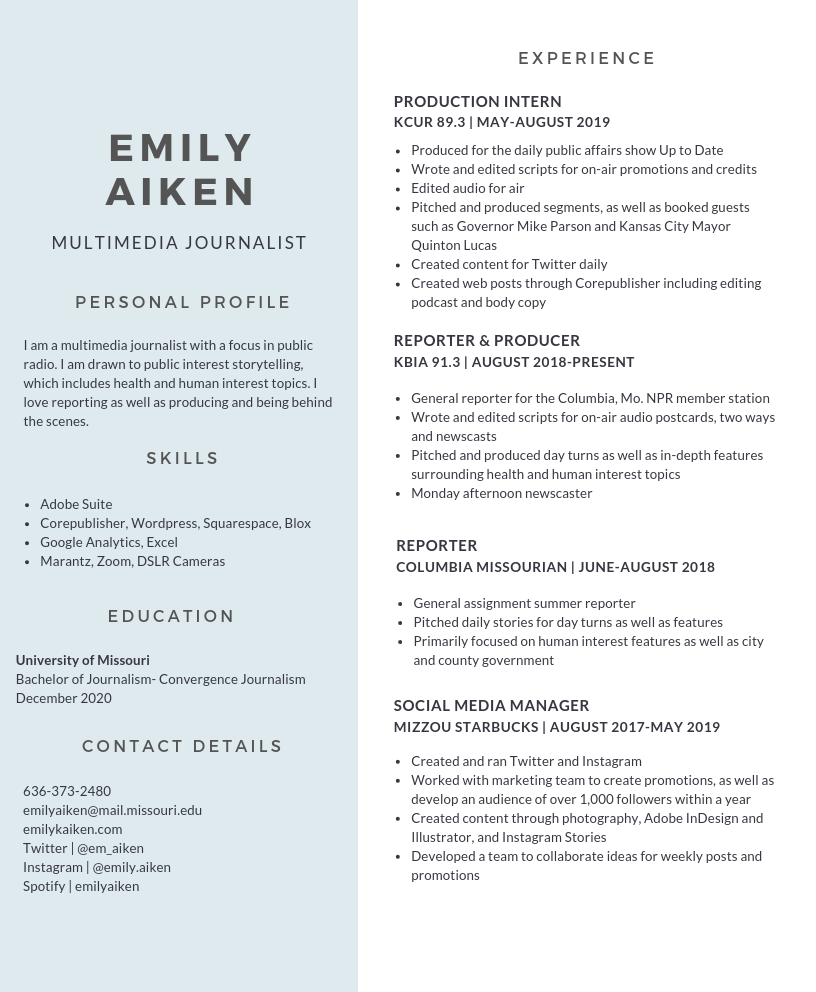 EMILY
AIKEN
MULTIMEDIA JOURNALIST
PERSONAL PROFILE
I am a multimedia journalist with a focus in public
radio. I am drawn to public interest storytelling,
which includes health and human interest topics. I
love reporting as well as producing and being behind
the scenes.
SKILLS
• Adobe Suite
• Corepublisher, Wordpress, Squarespace, Blox
• Google Analytics, Excel
• Marantz, Zoom, DSLR Cameras
EDUCATION
University of Missouri
Bachelor of Journalism- Convergence Journalism
December 2020
CONTACT DETAILS
636-373-2480
emilyaiken@mail.missouri.edu
emilykaiken.com
Twitter | @em_aiken
Instagram | @emily.aiken
Spotify | emilyaiken
EXPERIENCE
PRODUCTION INTERN
KCUR 89.3 | MAY-AUGUST 2019
• Produced for the daily public affairs show Up to Date
• Wrote and edited scripts for on-air promotions and credits
• Edited audio for air
• Pitched and produced segments, as well as booked guests
such as Governor Mike Parson and Kansas City Mayor
Quinton Lucas
• Created content for Twitter daily
• Created web posts through Corepublisher including editing
podcast and body copy
REPORTER & PRODUCER
KBIA 91.3 | AUGUST 2018-PRESENT
• General reporter for the Columbia, Mo. NPR member station
• Wrote and edited scripts for on-air audio postcards, two ways
and newscasts
• Pitched and produced day turns as well as in-depth features
surrounding health and human interest topics
• Monday afternoon newscaster
REPORTER
COLUMBIA MISSOURIAN | JUNE-AUGUST 2018
• General assignment summer reporter
• Pitched daily stories for day turns as well as features
• Primarily focused on human interest features as well as city
and county government
SOCIAL MEDIA MANAGER
MIZZOU STARBUCKS | AUGUST 2017-MAY 2019
• Created and ran Twitter and Instagram
• Worked with marketing team to create promotions, as well as
develop an audience of over 1,000 followers within a year
• Created content through photography, Adobe InDesign and
Illustrator, and Instagram Stories
• Developed a team to collaborate ideas for weekly posts and
promotions